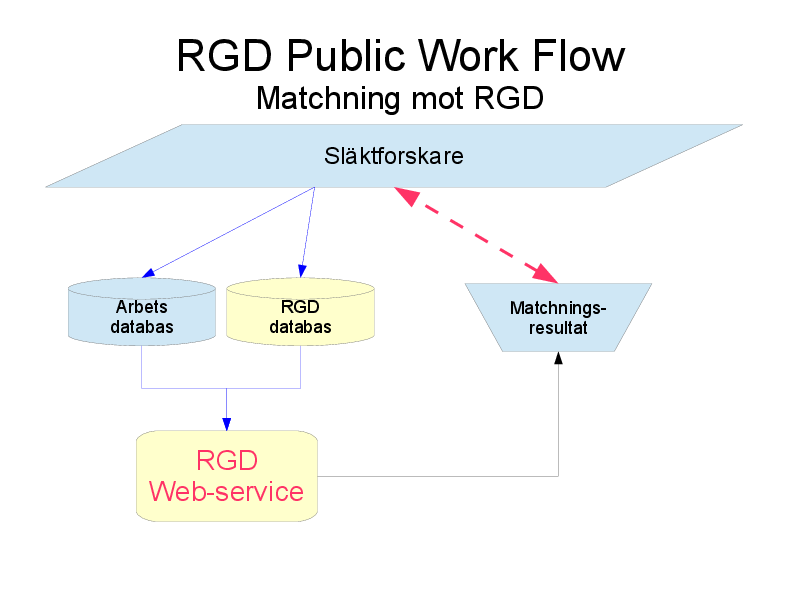 RGD Public Work Flow
Matchning mot RGD
Släktforskare
Arbets
databas
RGD
databas
Matchnings-
resultat
RGD
Web-service